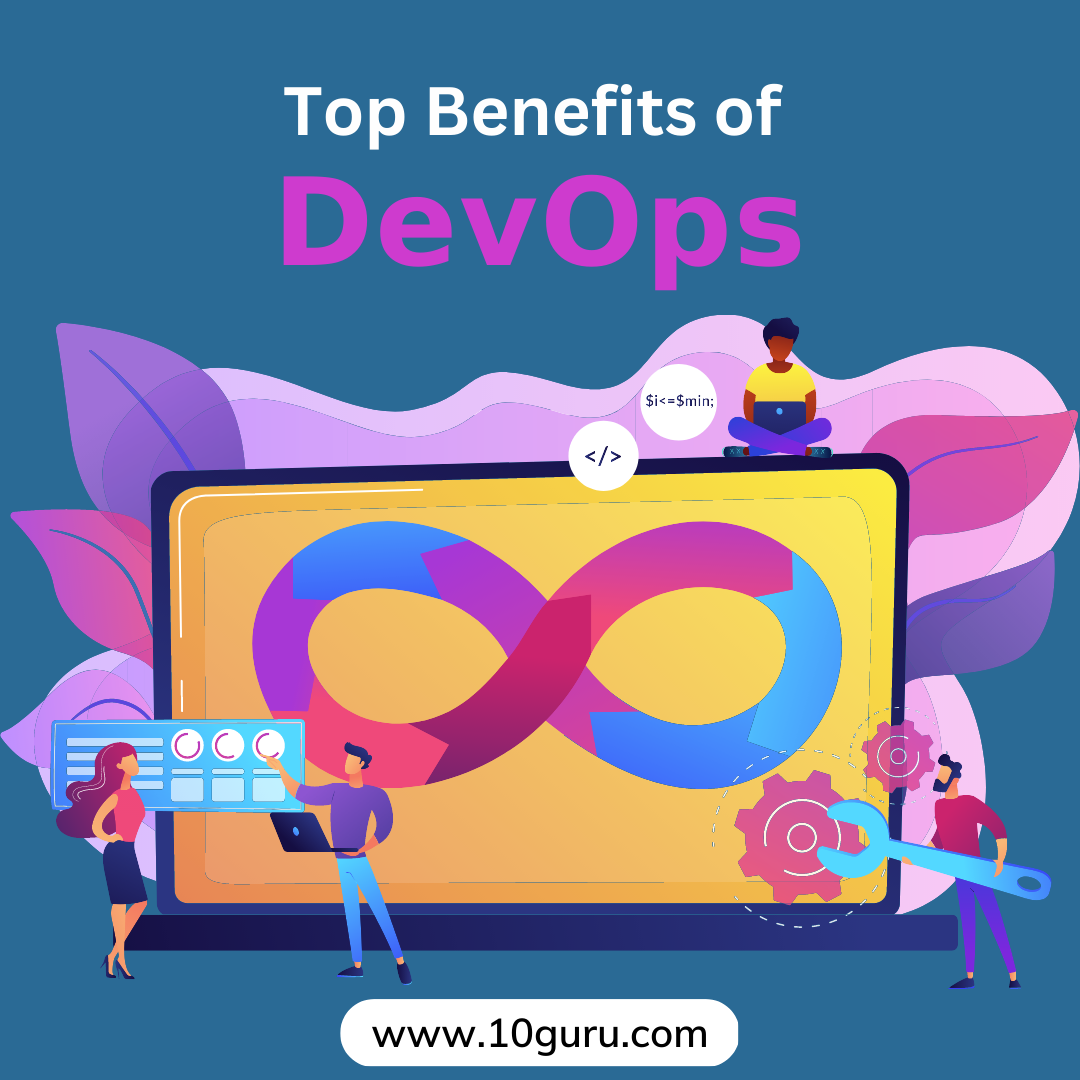 Top Benefits of
DevOps
$i<=$min;
</>
www.10guru.com